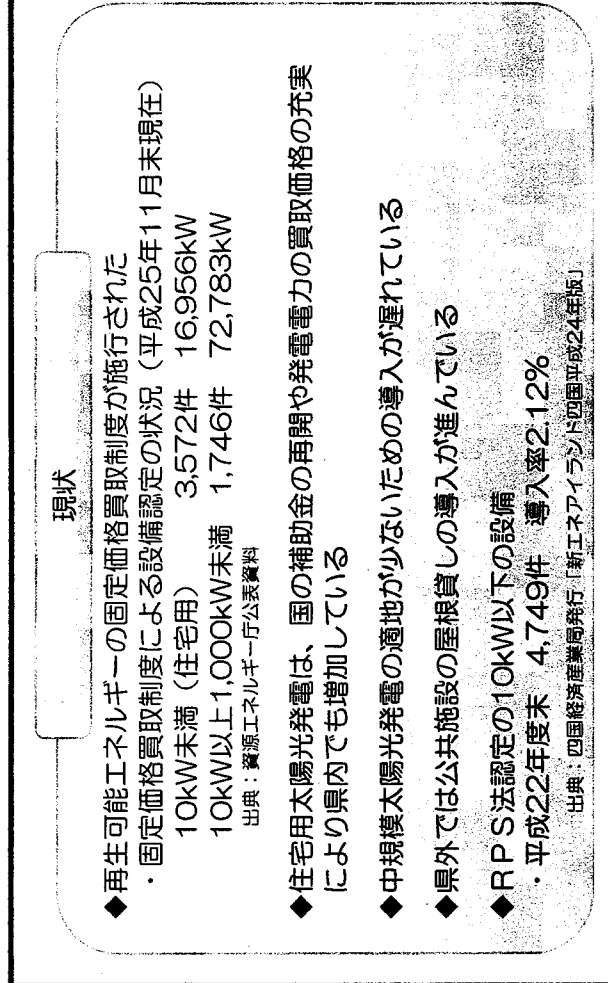 現状
◆再生可能エネルギーの固定価格買取制度が施行された
・固定価格買取制度による設備認定の状況（平成25年11月末現在）
10kW未満（住宅用） 3,572件 16,956kW
10kW以上1,000kW未満 1,746件 72,783kW
出典：資源エネルギー庁公表資料
◆住宅用太陽光発電は、国の補助金の再開や発電電力の買取価格の充実
により県内でも増加している
◆中規模太陽光発電の適地が少ないための導入が遅れている
◆県外では公共施設の屋根貸しの導入が進んでいる
◆RPS法認定の10kW以下の設備
・平成22年度末 4,749件 導入率2.12%
出典：四国経済産業局発行「新エネアイランド四国平成24年版」